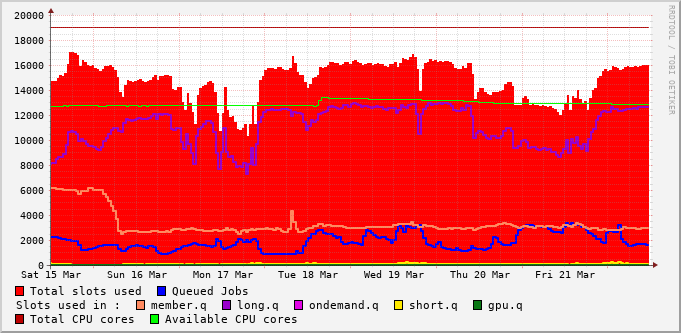 20000
18000
16000
14000
12000
10000
8000
6000
4000
2000
0
Sat 15 Mar Sun 16 Mar Mon 17 Mar Tue 18 Mar Wed 19 Mar Thu 20 Mar Fri 21 Mar
Total slots used Queued Jobs
Slots used in : member.q long.q ondemand.q short.q gpu.q
Total CPU cores Available CPU cores
RRDTOOL / TOBI OETIKER